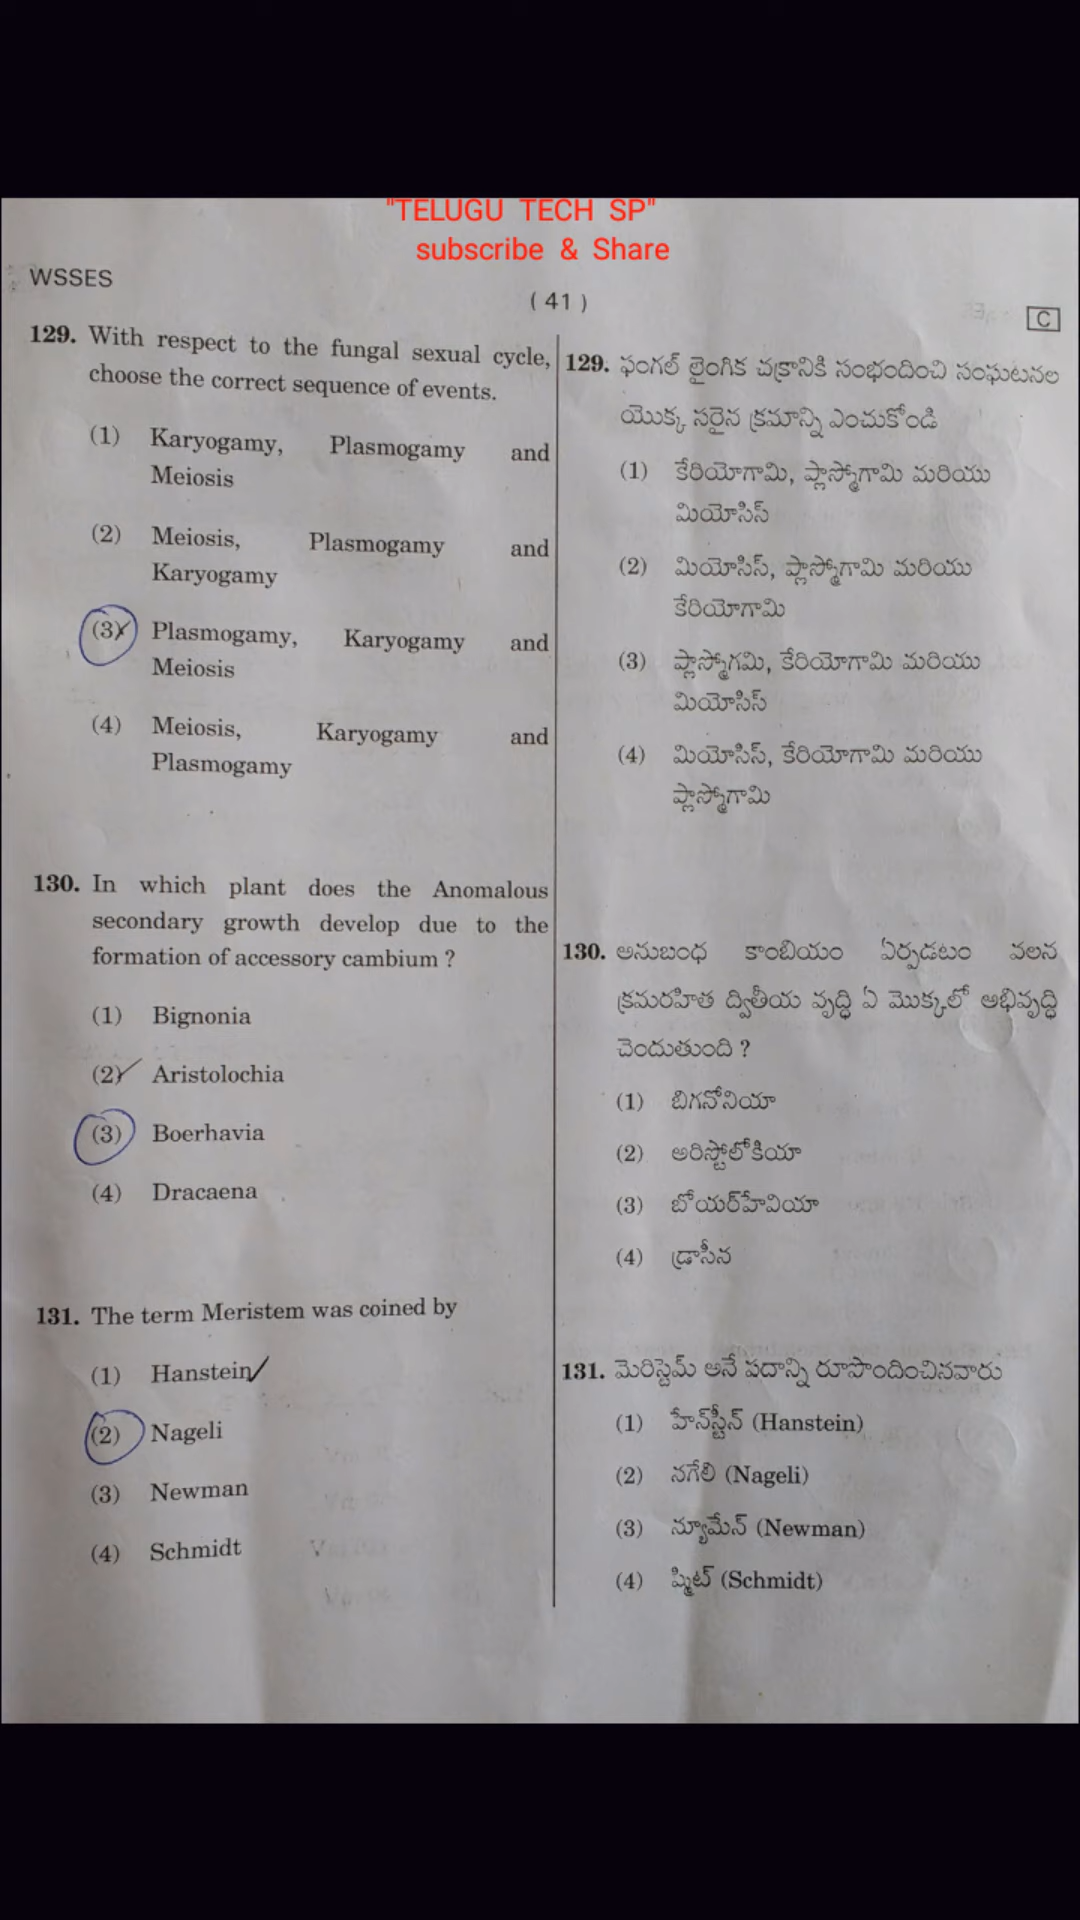 "TELUGU TECH SP"
subscribe & Share
WSSES
( 41 )
C
129. With respect to the fungal sexual cycle,
choose the correct sequence of events.
(1) Karyogamy, Plasmogamy and
Meiosis
(2) Meiosis, Plasmogamy and
Karyogamy
(3) Plasmogamy, Karyogamy and
Meiosis
(4) Meiosis, Karyogamy and
Plasmogamy
130. In which plant does the Anomalous
secondary growth develop due to the
formation of accessory cambium ?
(1) Bignonia
(2) Aristolochia
(3) Boerhavia
(4) Dracaena
131. The term Meristem was coined by
(1) Hanstein
(2) Nageli
(3) Newman
(4) Schmidt
129. ఫంగల్ లైంగిక చక్రానికి సంభందించి సంఘటనల
యొక్క సరైన క్రమాన్ని ఎంచుకోండి
(1) కేరియోగామి, ప్లాస్మోగామి మరియు
మియోసిస్
(2) మియోసిస్, ప్లాస్మోగామి మరియు
కేరియోగామి
(3) ప్లాస్మోగమి, కేరియోగామి మరియు
మియోసిస్
(4) మియోసిస్, కేరియోగామి మరియు
ప్లాస్మోగామి
130. అనుబంధ కాంబియం ఏర్పడటం వలన
క్రమరహిత ద్వితీయ వృద్ధి ఏ మొక్కలో అభివృద్ధి
చెందుతుంది ?
(1) బిగనోనియా
(2) అరిస్టోలోకియా
(3) బోయర్‌హేవియా
(4) డ్రాసీన
131. మెరిస్టెమ్ అనే పదాన్ని రూపొందించినవారు
(1) హేన్‌స్టీన్ (Hanstein)
(2) నగేలి (Nageli)
(3) న్యూమేన్ (Newman)
(4) ష్మిట్ (Schmidt)